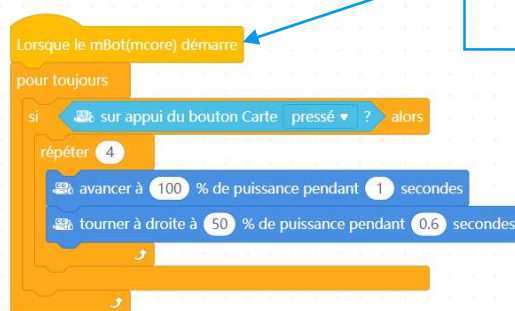 Lorsque le mBot(mcore) démarre
pour toujours
si sur appui du bouton Carte pressé ? alors
répéter 4
avancer à 100 % de puissance pendant 1 secondes
tourner à droite à 50 % de puissance pendant 0.6 secondes